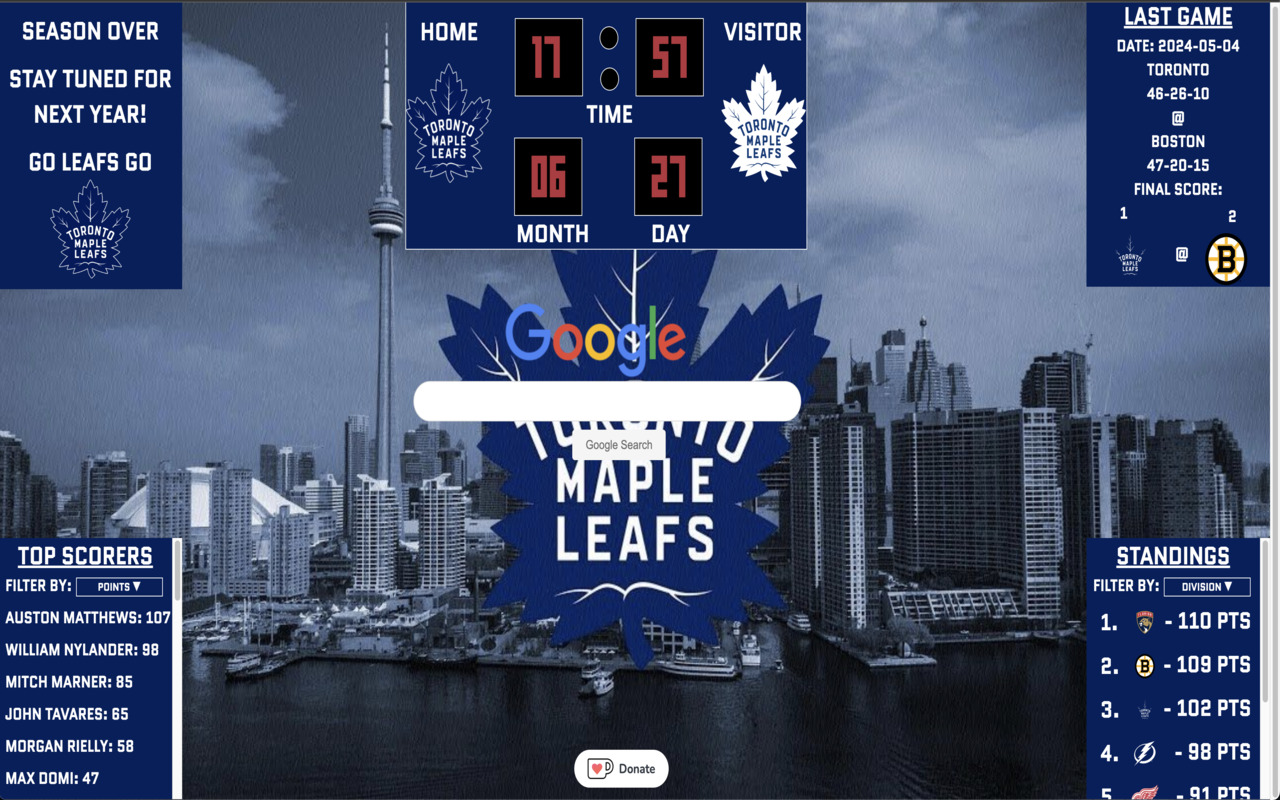 SEASON OVER
STAY TUNED FOR
NEXT YEAR!
GO LEAFS GO
TORONTO
MAPLE
LEAFS
HOME
17
57
VISITOR
TIME
TORONTO
MAPLE
LEAFS
TORONTO
MAPLE
LEAFS
06
27
MONTH
DAY
LAST GAME
DATE: 2024-05-04
TORONTO
46-26-10
@
BOSTON
47-20-15
FINAL SCORE:
1
2
TORONTO
MAPLE
LEAFS
@
B
Google
Google Search
TORONTO
MAPLE
LEAFS
TOP SCORERS
FILTER BY: POINTS ▼
AUSTON MATTHEWS: 107
WILLIAM NYLANDER: 98
MITCH MARNER: 85
JOHN TAVARES: 65
MORGAN RIELLY: 58
MAX DOMI: 47
STANDINGS
FILTER BY: DIVISION ▼
1. - 110 PTS
2. B - 109 PTS
3. - 102 PTS
4. - 98 PTS
5. - 91 PTS
D Donate